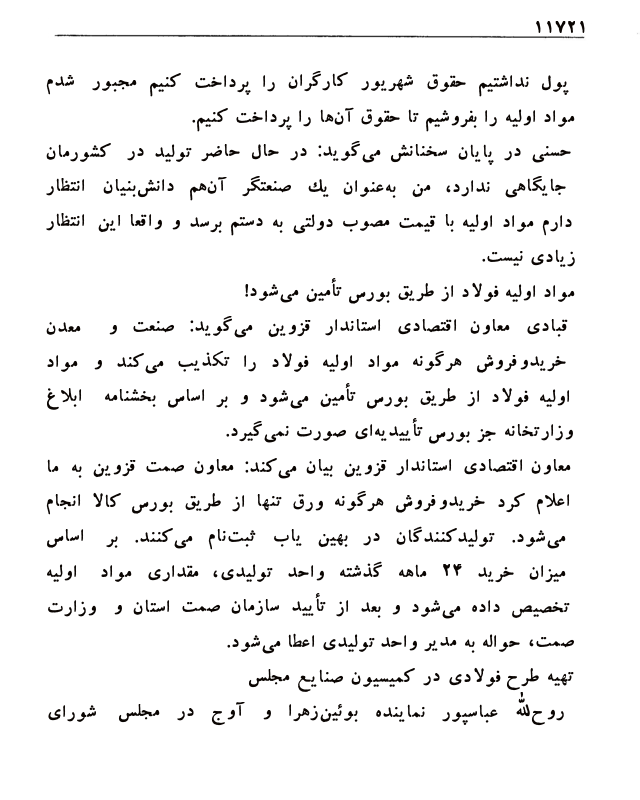 ۱۱۷۲۱
پول نداشتیم حقوق شهریور کارگران را پرداخت کنیم مجبور شدم
مواد اولیه را بفروشیم تا حقوق آن‌ها را پرداخت کنیم.
حسنی در پایان سخنانش می‌گوید: در حال حاضر تولید در کشورمان
جایگاهی ندارد، من به‌عنوان یك صنعتگر آن‌هم دانش‌بنیان انتظار
دارم مواد اولیه با قیمت مصوب دولتی به دستم برسد و واقعا این انتظار
زیادی نیست.
مواد اولیه فولاد از طریق بورس تأمین می‌شود!
قبادی معاون اقتصادی استاندار قزوین می‌گوید: صنعت و معدن
خریدوفروش هرگونه مواد اولیه فولاد را تکذیب می‌کند و مواد
اولیه فولاد از طریق بورس تأمین می‌شود و بر اساس بخشنامه ابلاغ
وزارتخانه جز بورس تأییدیه‌ای صورت نمی‌گیرد.
معاون اقتصادی استاندار قزوین بیان می‌کند: معاون صمت قزوین به ما
اعلام کرد خریدوفروش هرگونه ورق تنها از طریق بورس کالا انجام
می‌شود. تولیدکنندگان در بهین یاب ثبت‌نام می‌کنند. بر اساس
میزان خرید ۲۴ ماهه گذشته واحد تولیدی، مقداری مواد اولیه
تخصیص داده می‌شود و بعد از تأیید سازمان صمت استان و وزارت
صمت، حواله به مدیر واحد تولیدی اعطا می‌شود.
تهیه طرح فولادی در کمیسیون صنایع مجلس
روح‌الله عباسپور نماینده بوئین‌زهرا و آوج در مجلس شورای